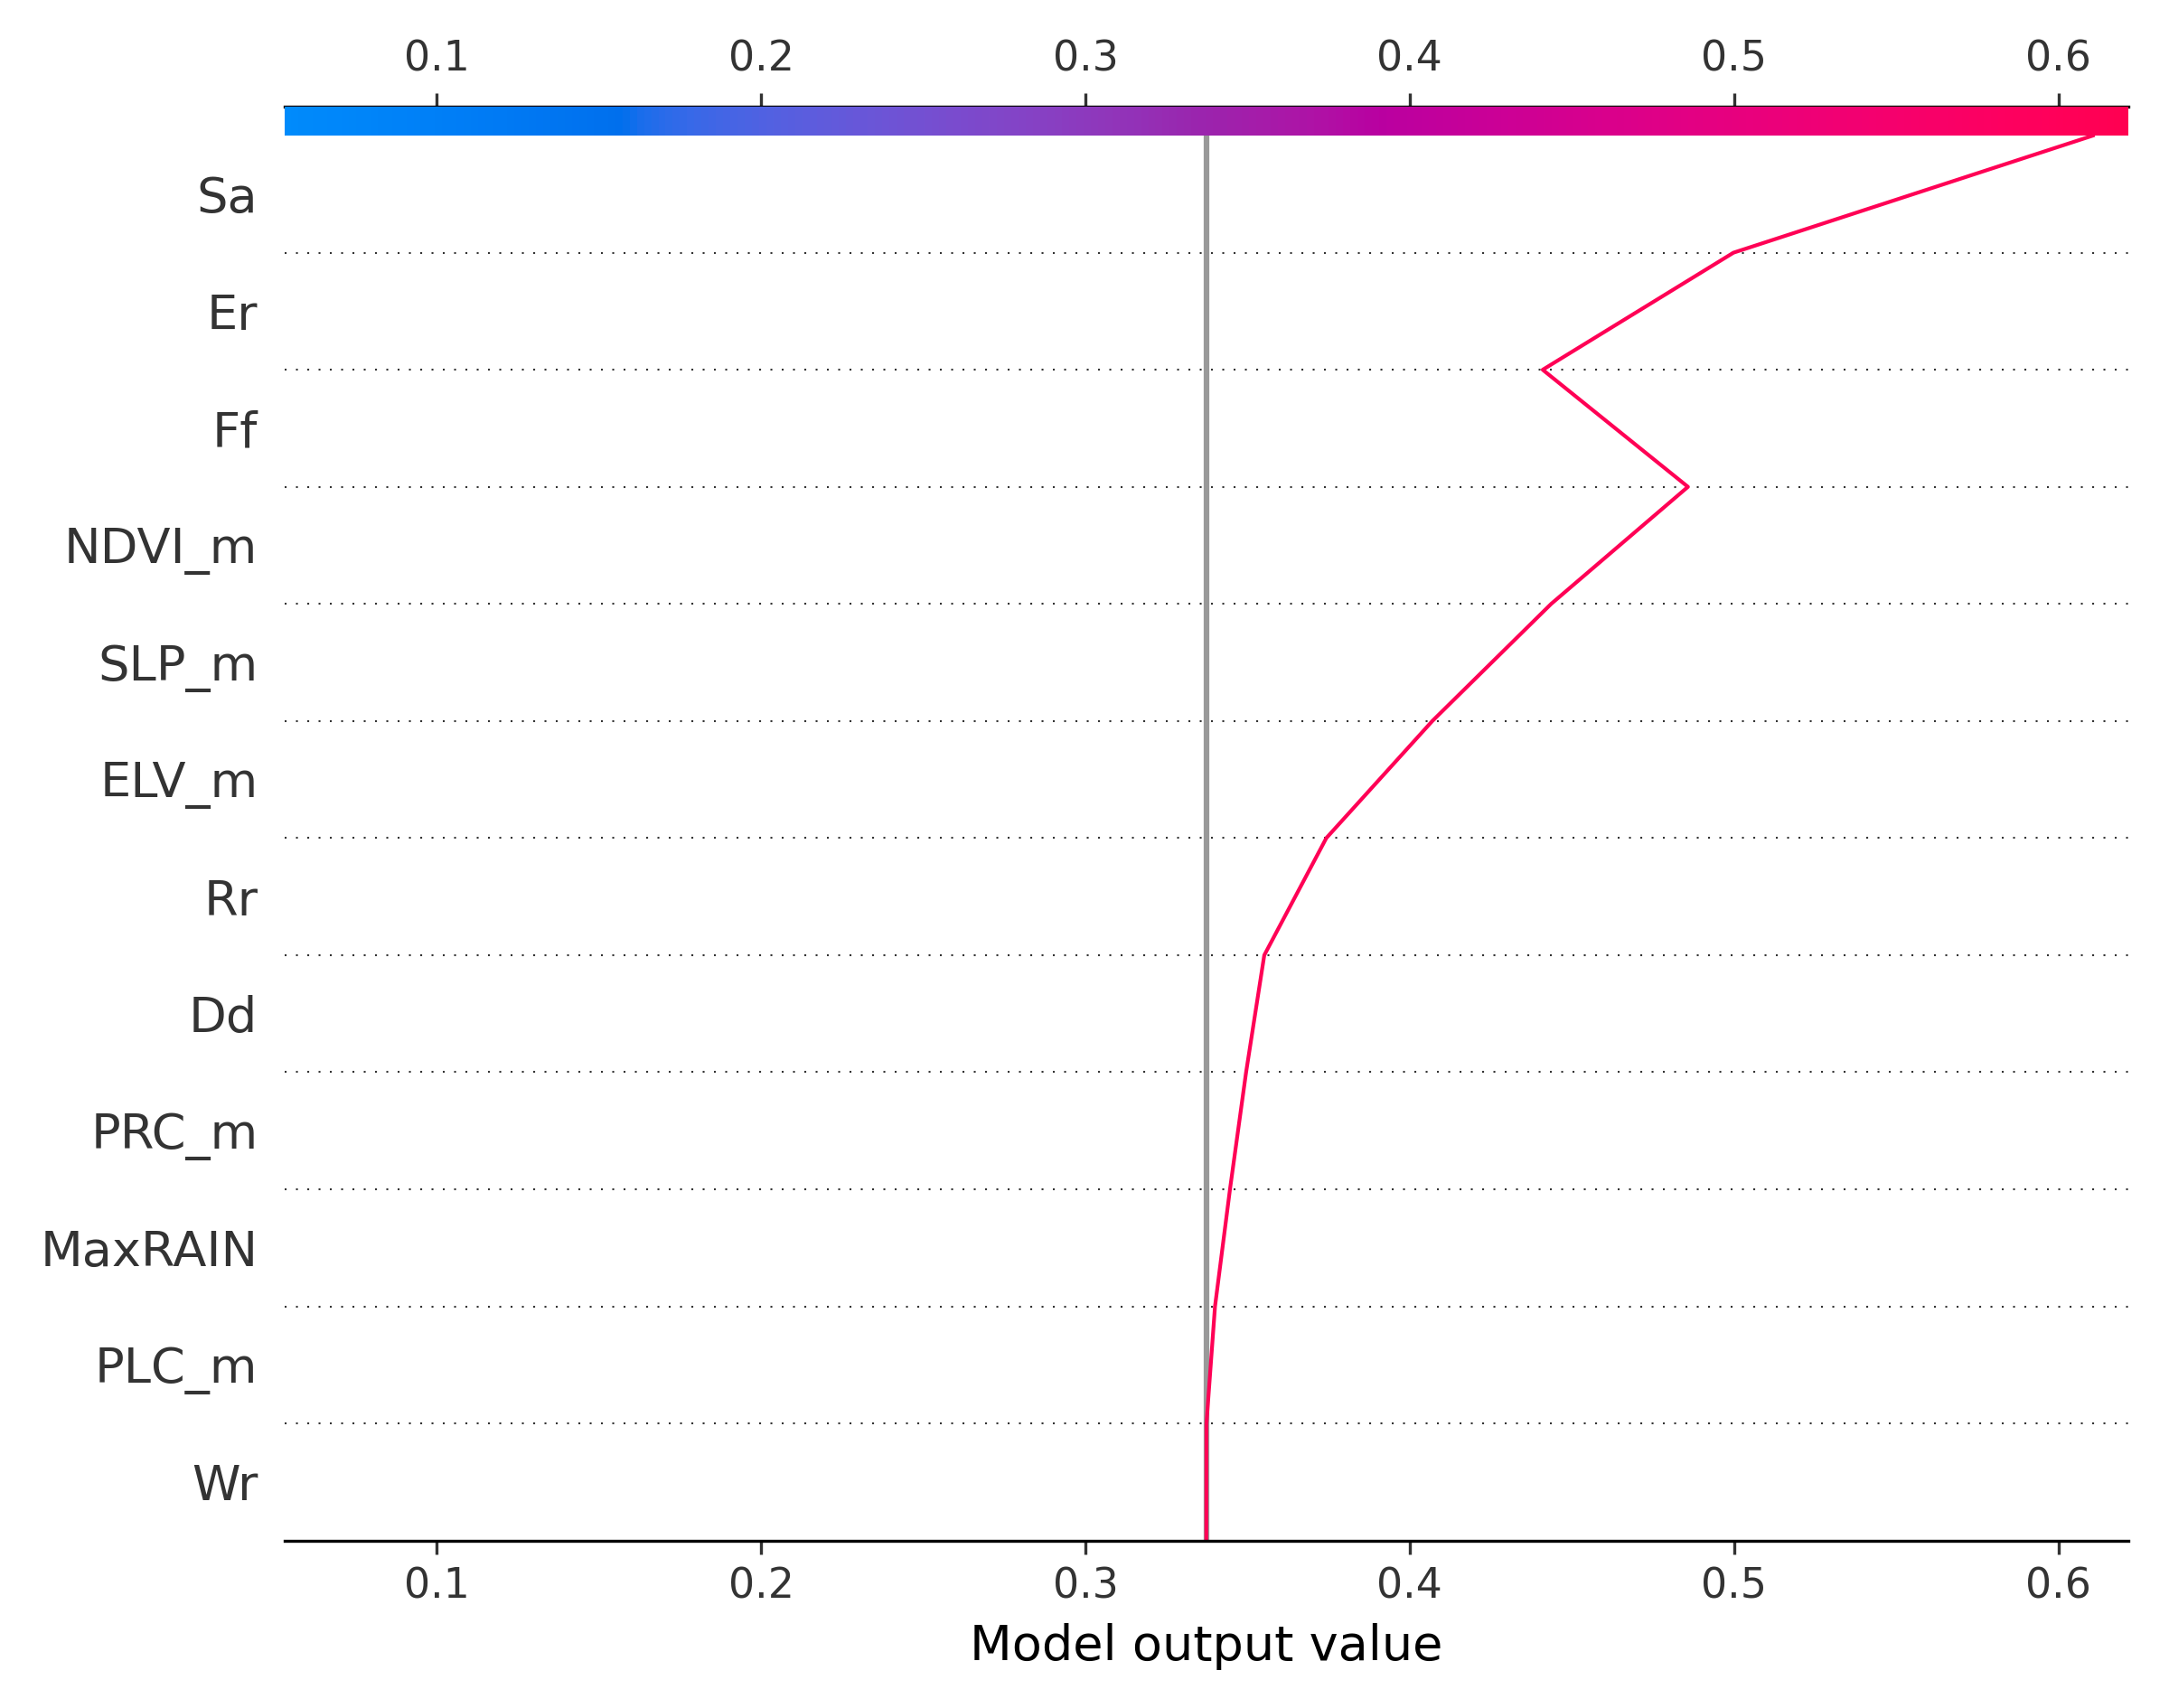 0.1 0.2 0.3 0.4 0.5 0.6
Sa
Er
Ff
NDVI_m
SLP_m
ELV_m
Rr
Dd
PRC_m
MaxRAIN
PLC_m
Wr
0.1 0.2 0.3 0.4 0.5 0.6
Model output value